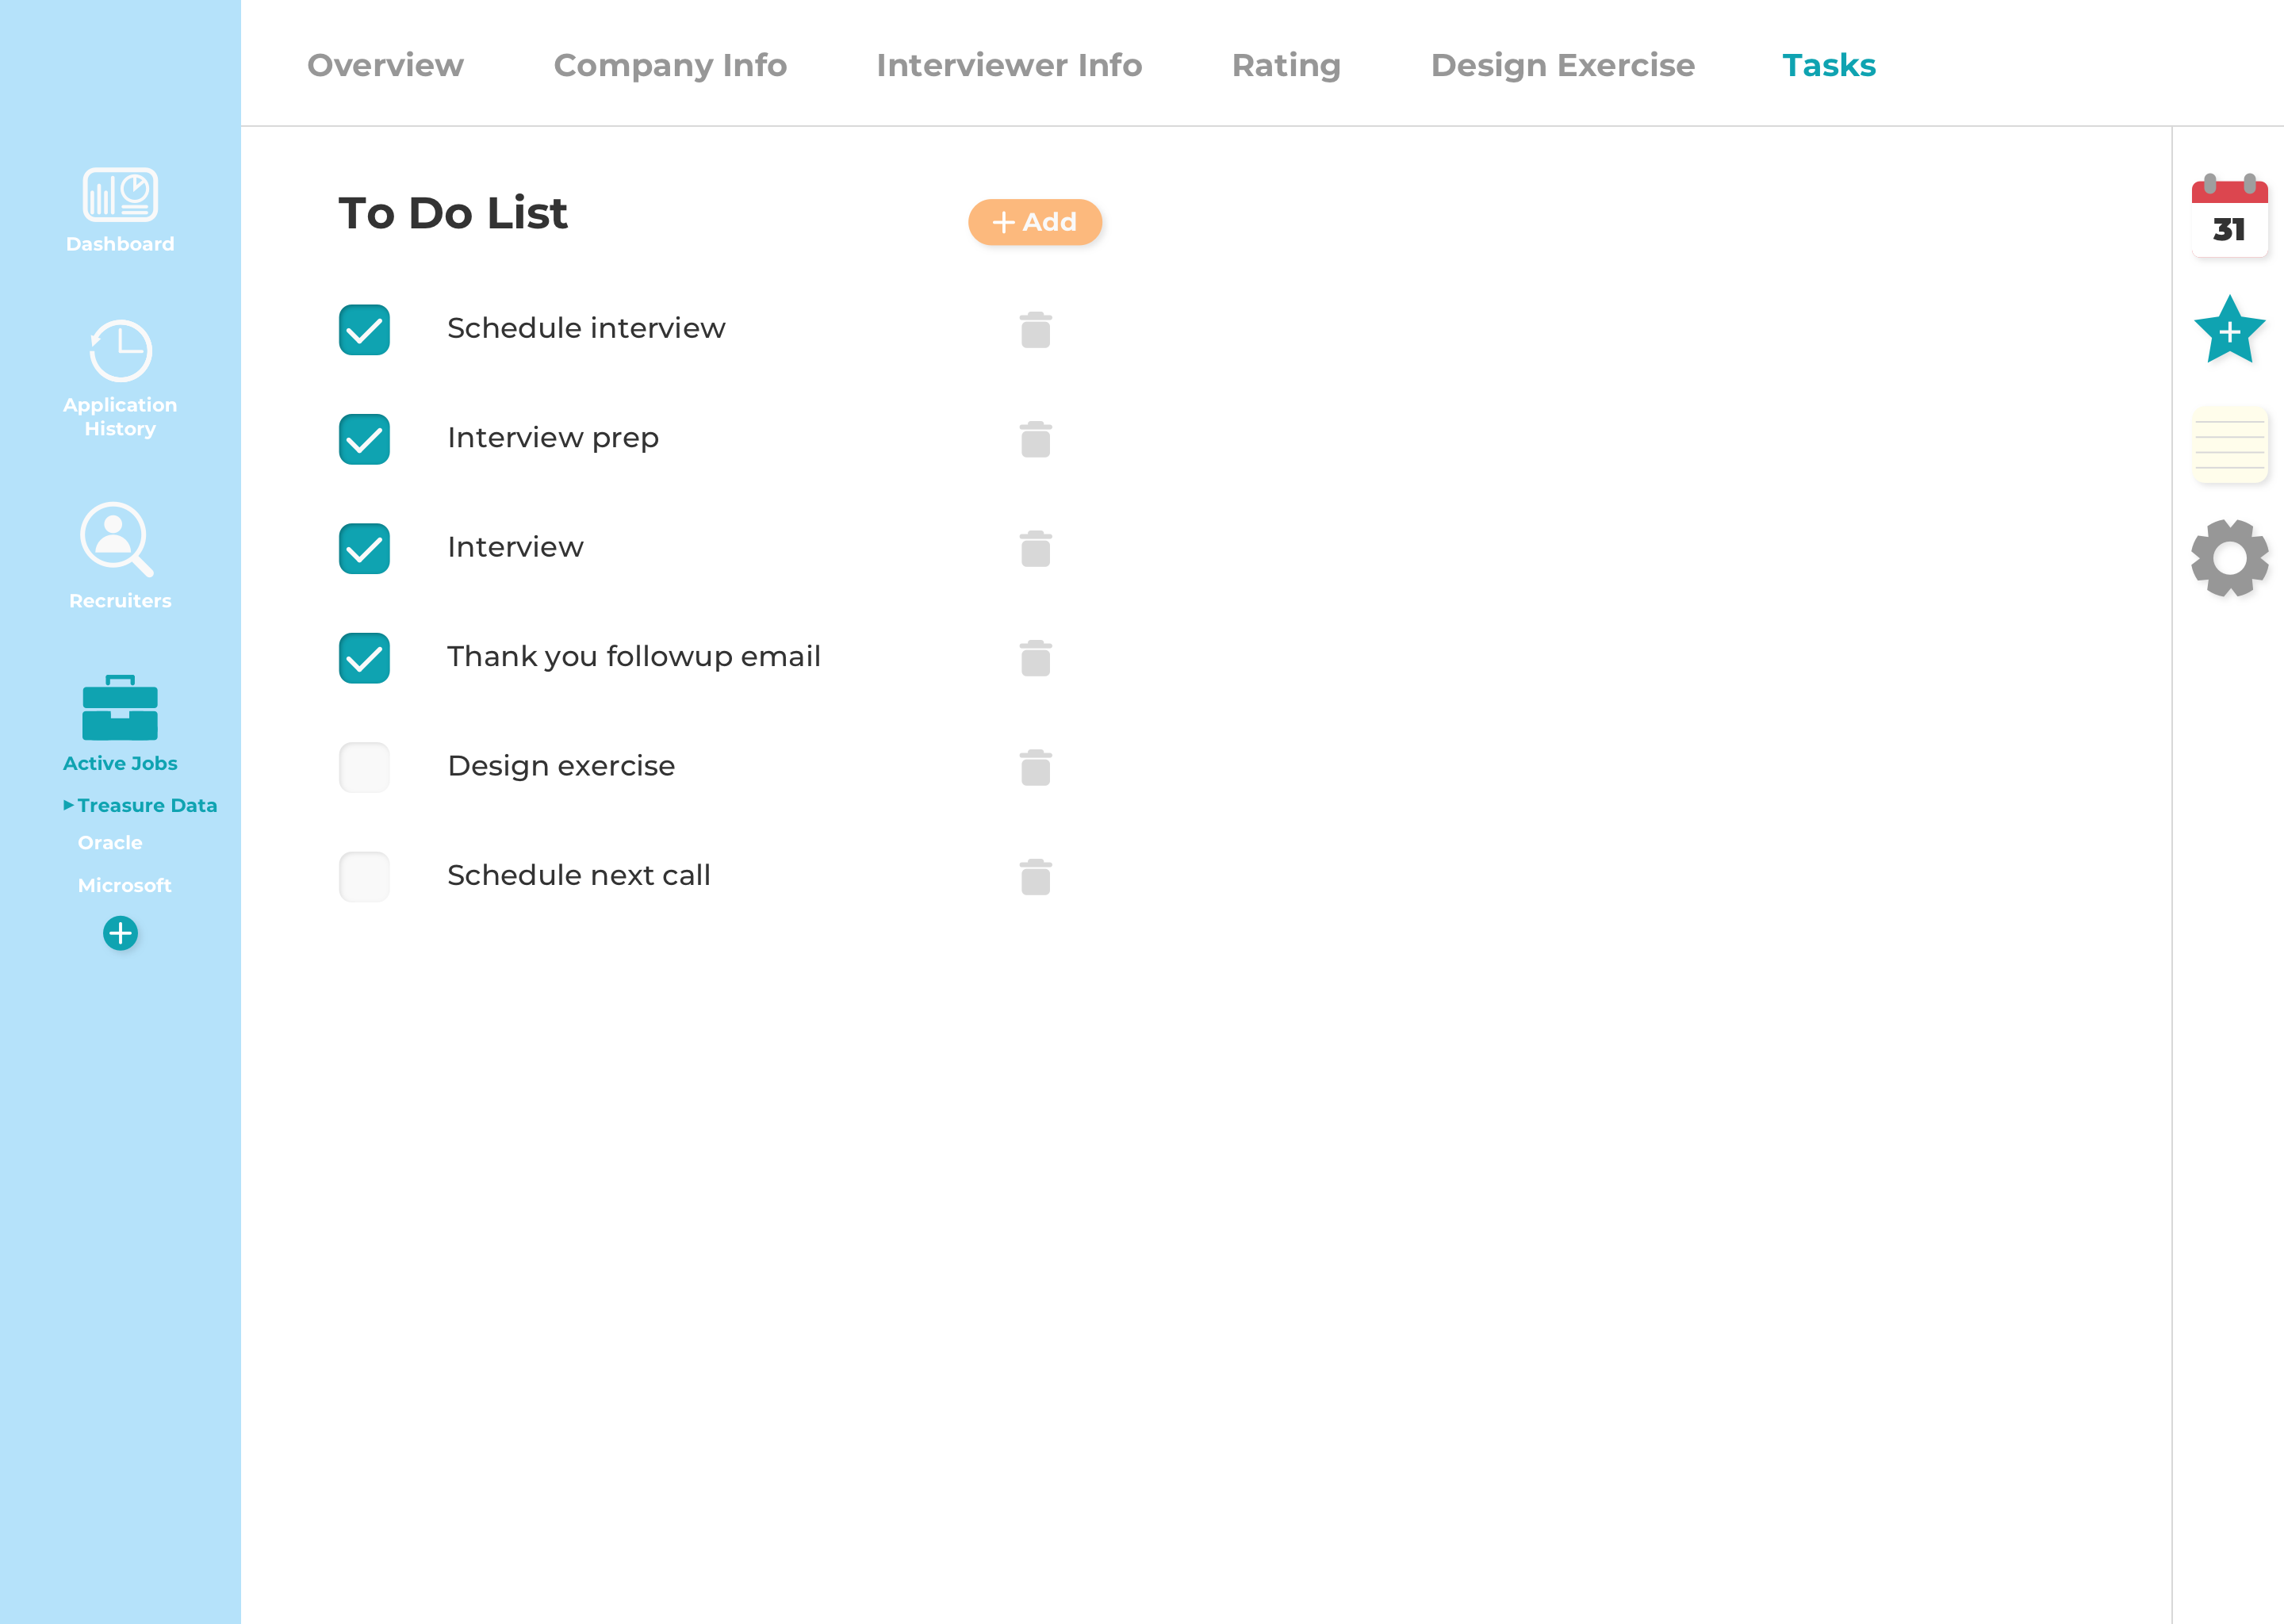 Overview Company Info Interviewer Info Rating Design Exercise Tasks
Dashboard
Application
History
Recruiters
Active Jobs
Treasure Data
Oracle
Microsoft
To Do List
Add
Schedule interview
Interview prep
Interview
Thank you followup email
Design exercise
Schedule next call
31